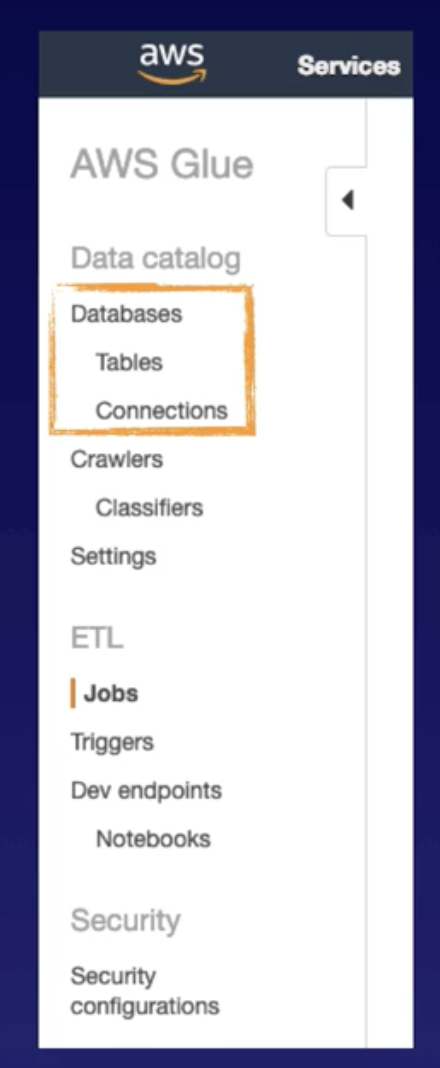 aws
Services
AWS Glue
Data catalog
Databases
Tables
Connections
Crawlers
Classifiers
Settings
ETL
Jobs
Triggers
Dev endpoints
Notebooks
Security
Security
configurations